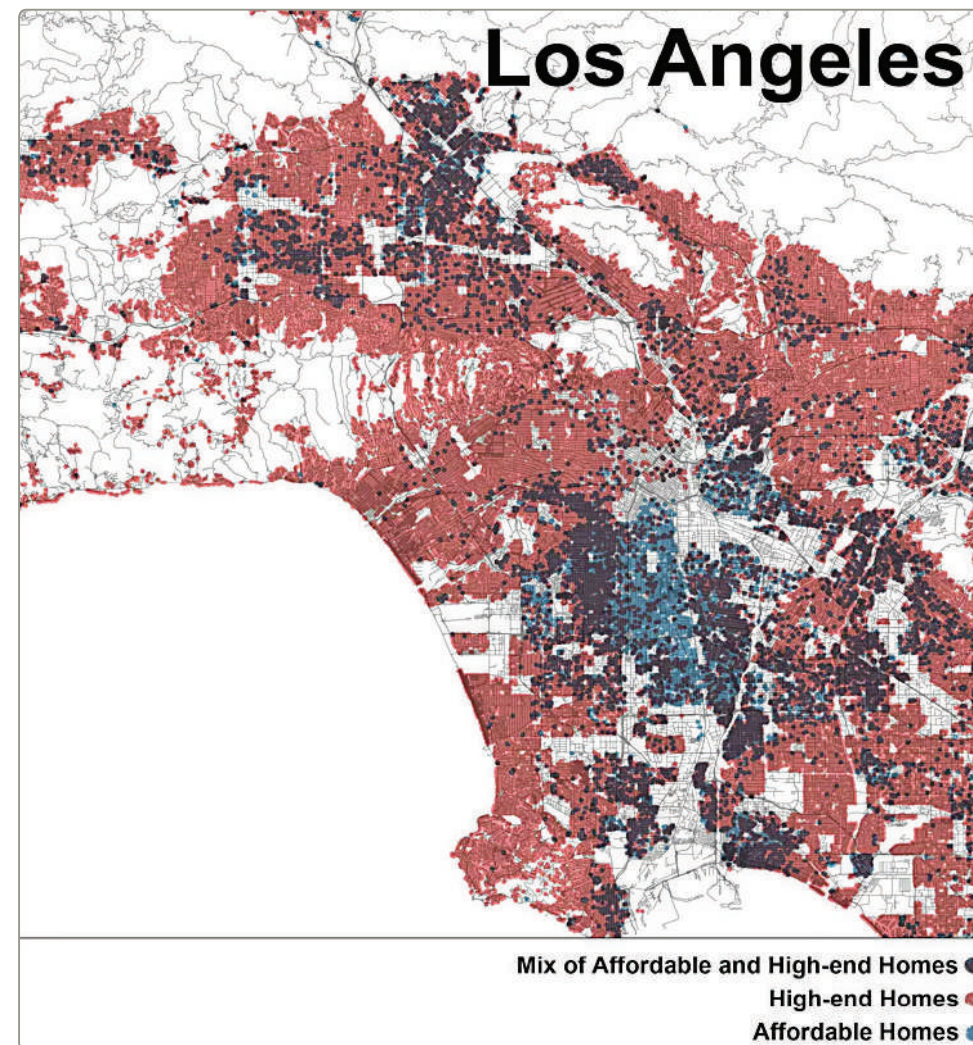 Los Angeles
Mix of Affordable and High-end Homes
High-end Homes
Affordable Homes